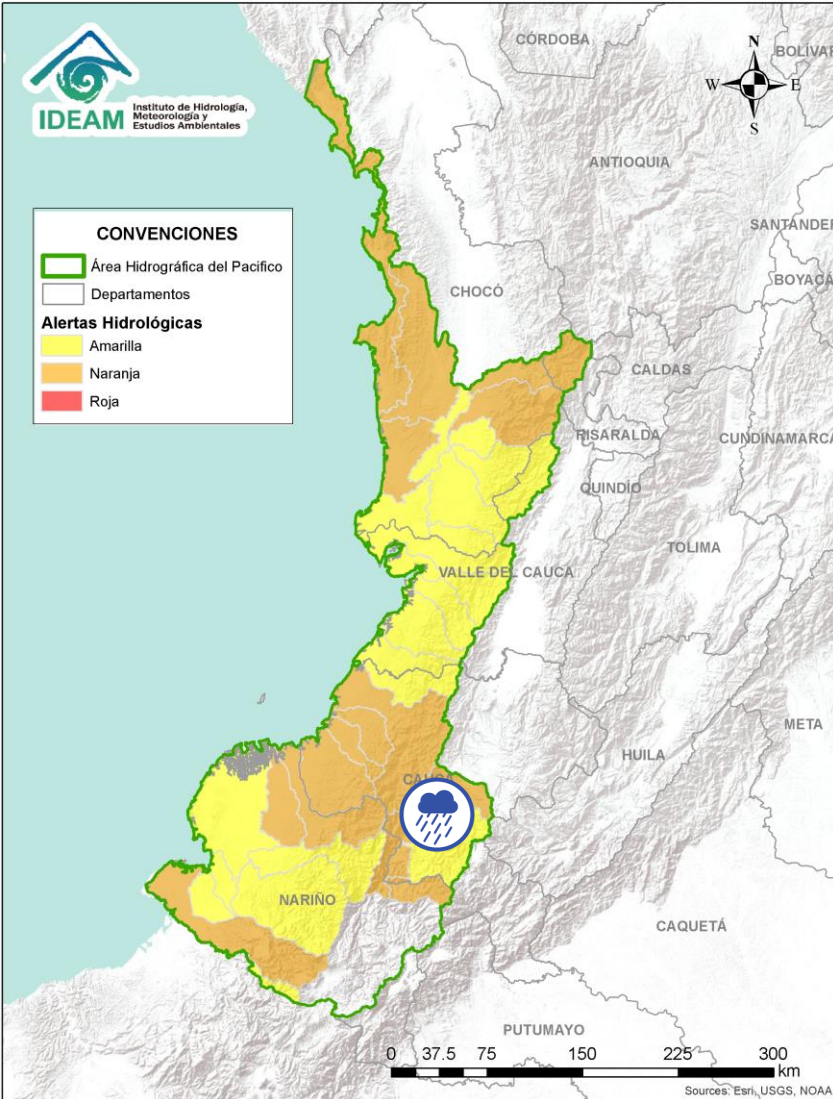 IDEAM
Instituto de Hidrología,
Meteorología y
Estudios Ambientales
CONVENCIONES
Área Hidrográfica del Pacifico
Departamentos
Alertas Hidrológicas
Amarilla
Naranja
Roja
N
W
E
S
CÓRDOBA
BOLÍVAR
ANTIOQUIA
SANTANDER
BOYACÁ
CHOCÓ
CALDAS
RISARALDA
CUNDINAMARCA
QUINDÍO
TOLIMA
VALLE DEL CAUCA
META
HUILA
CAUCA
NARIÑO
CAQUETÁ
PUTUMAYO
0 37.5 75 150 225 300
km
Sources: Esri, USGS, NOAA